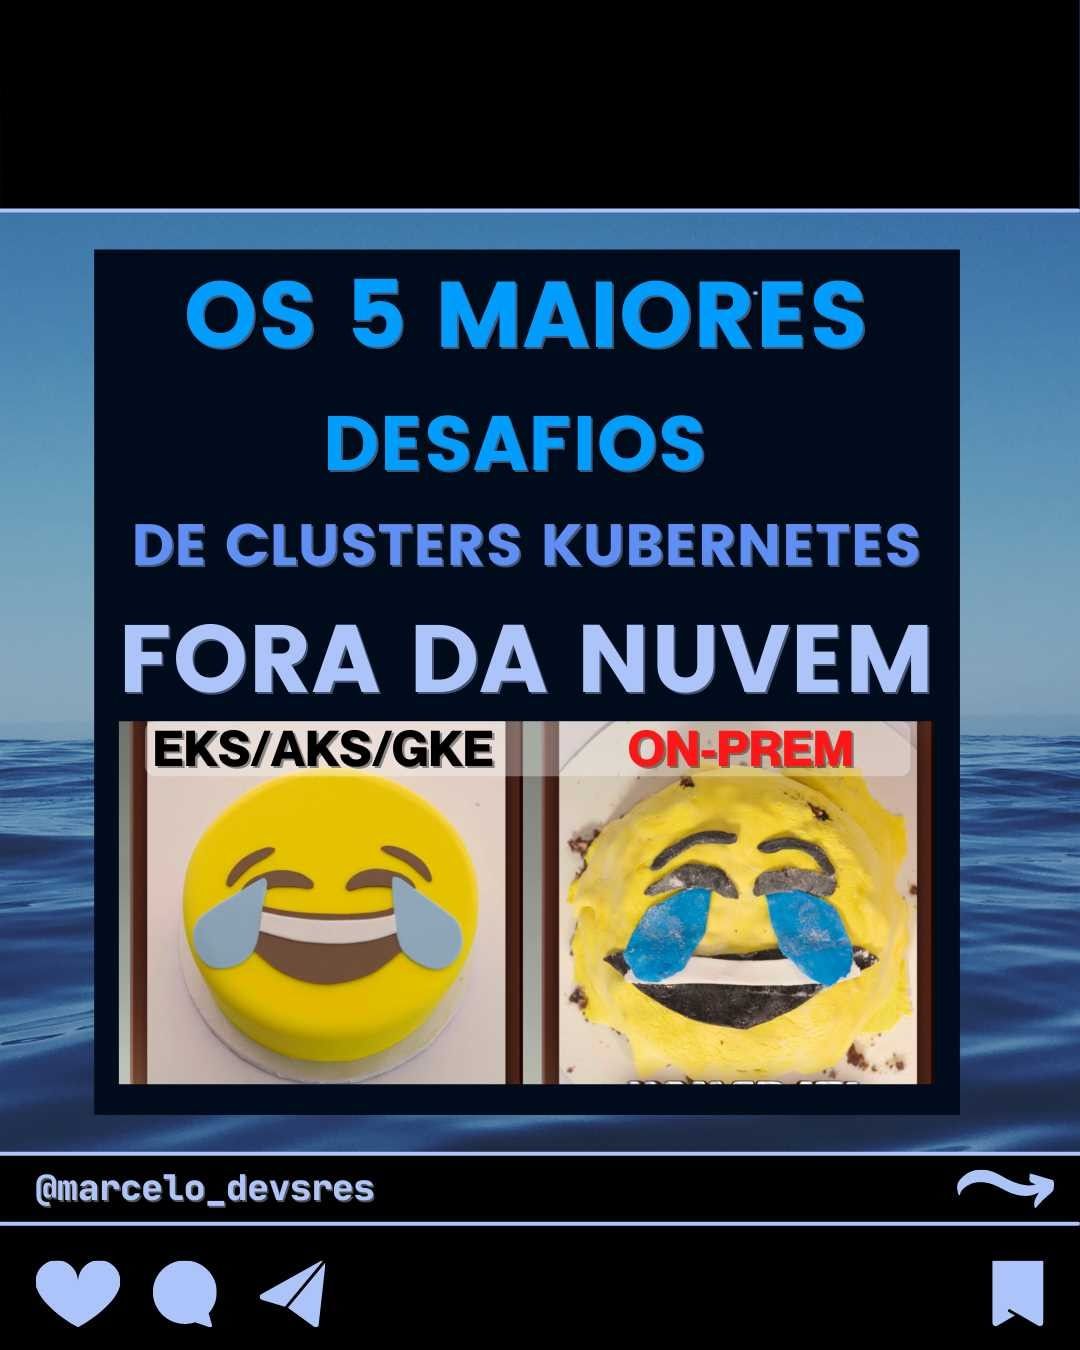 OS 5 MAIORES
DESAFIOS
DE CLUSTERS KUBERNETES
FORA DA NUVEM
EKS/AKS/GKE
ON-PREM
@marcelo_devsres